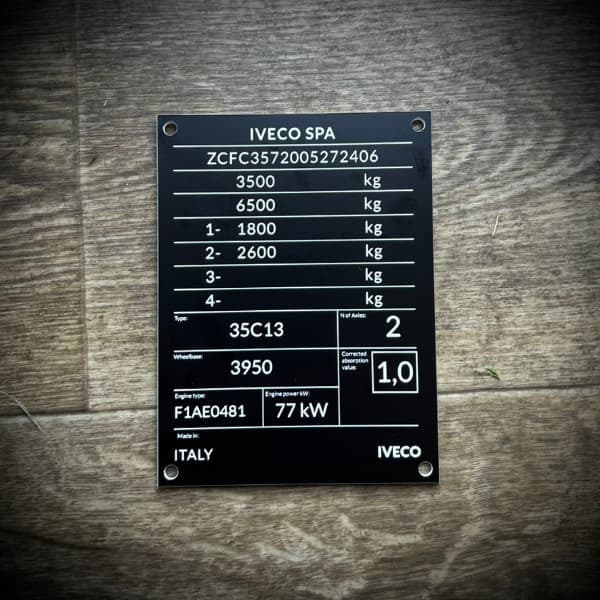 IVECO SPA
ZCFC3572005272406
3500 kg
6500 kg
1- 1800 kg
2- 2600 kg
3- kg
4- kg
Type: 35C13
N of Axles: 2
Wheelbase: 3950
Corrected absorption value: 1,0
Engine type: F1AE0481
Engine power kW: 77 kW
Made in:
ITALY IVECO